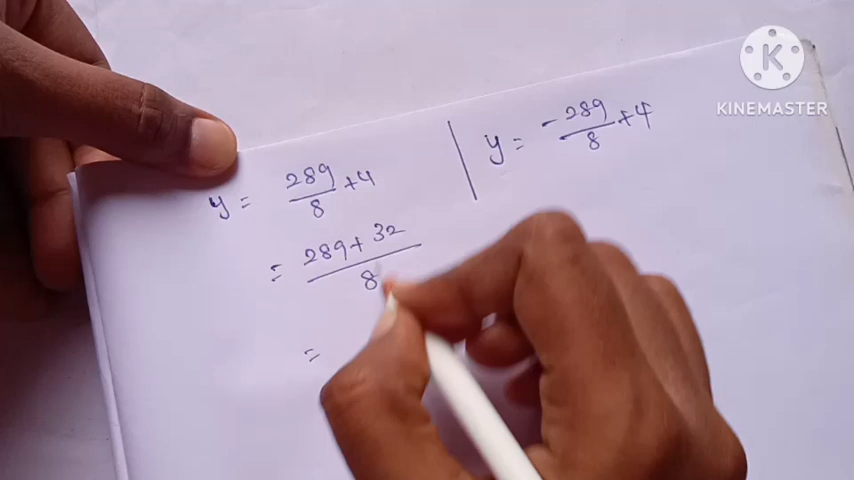 K
KINEMASTER
y = 289/8 + 4
= 289 + 32/8
=
y = -289/8 + 4